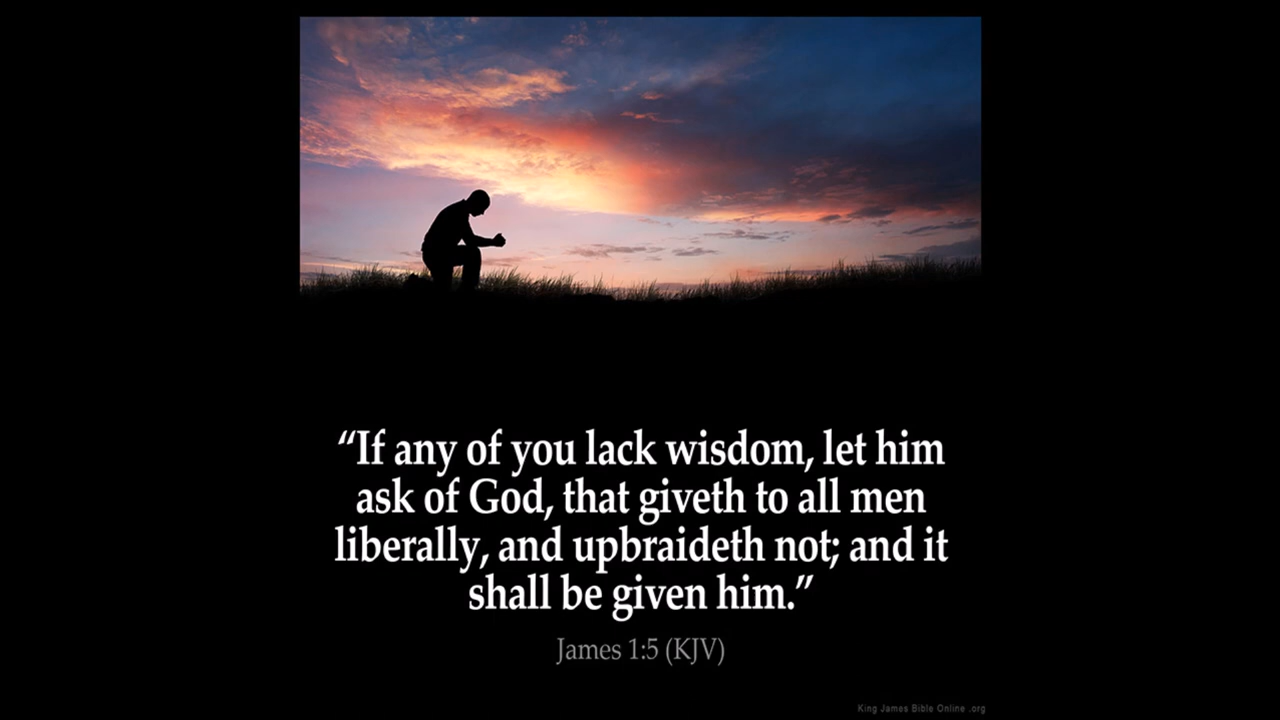 “If any of you lack wisdom, let him
ask of God, that giveth to all men
liberally, and upbraideth not; and it
shall be given him.”
James 1:5 (KJV)
King James Bible Online .org